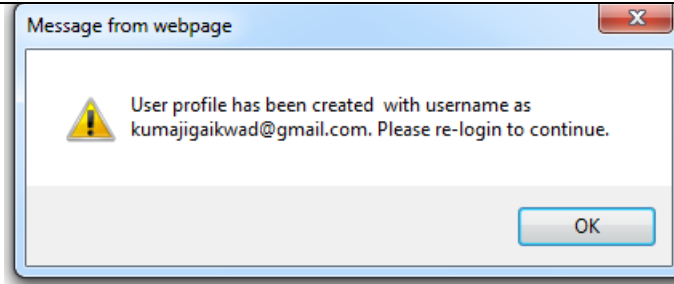 Message from webpage
User profile has been created  with username as
kumajigaikwad@gmail.com. Please re-login to continue.
OK